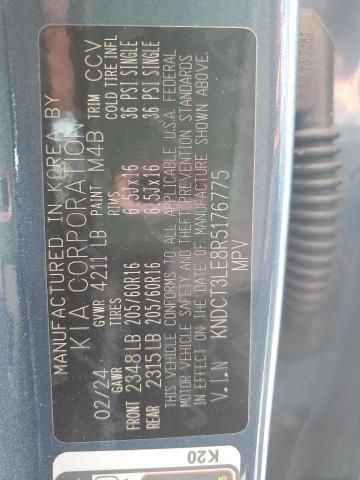 MANUFACTURED IN KOREA BY
KIA CORPORATION
02/24 GVWR 4211 LB PAINT M4B TRIM CCV
GAWR TIRES RIMS COLD TIRE INFL
FRONT 2348 LB 205/60R16 6.5Jx16 36 PSI SINGLE
REAR 2315 LB 205/60R16 6.5Jx16 36 PSI SINGLE
THIS VEHICLE CONFORMS TO ALL APPLICABLE U.S.A. FEDERAL
MOTOR VEHICLE SAFETY AND THEFT PREVENTION STANDARDS
IN EFFECT ON THE DATE OF MANUFACTURE SHOWN ABOVE.
V.I.N KNDCT3LE8R5176775
MPV
K20